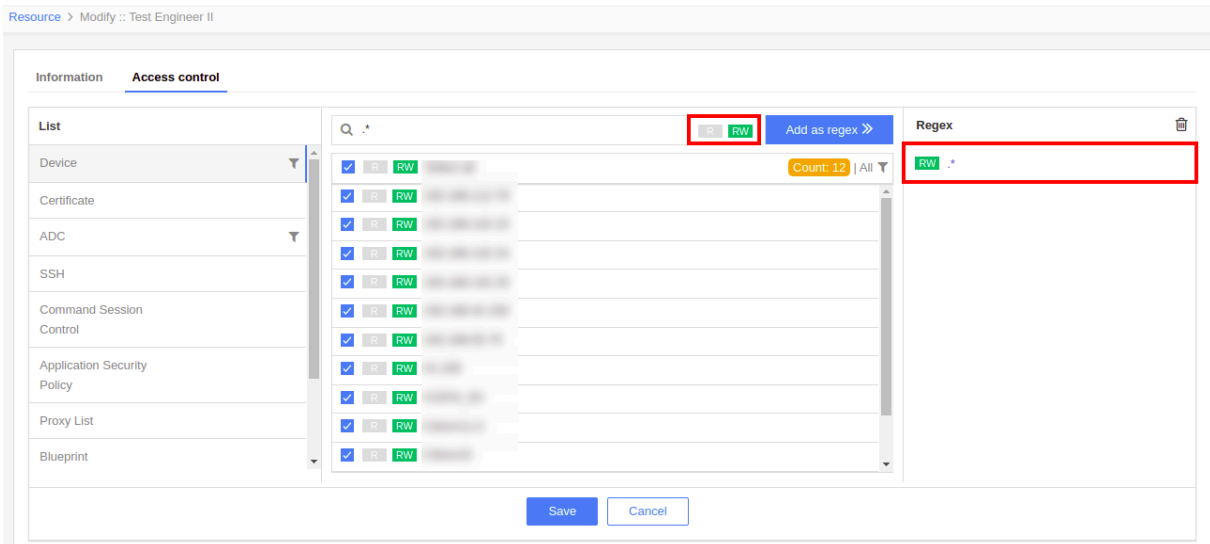 Resource > Modify :: Test Engineer II
Information Access control
List
Device
Certificate
ADC
SSH
Command Session
Control
Application Security
Policy
Proxy List
Blueprint
.* R RW Add as regex »
R RW Count: 12 | All
R RW
R RW
R RW
R RW
R RW
R RW
R RW
R RW
R RW
R RW
Regex
RW .*
Save Cancel